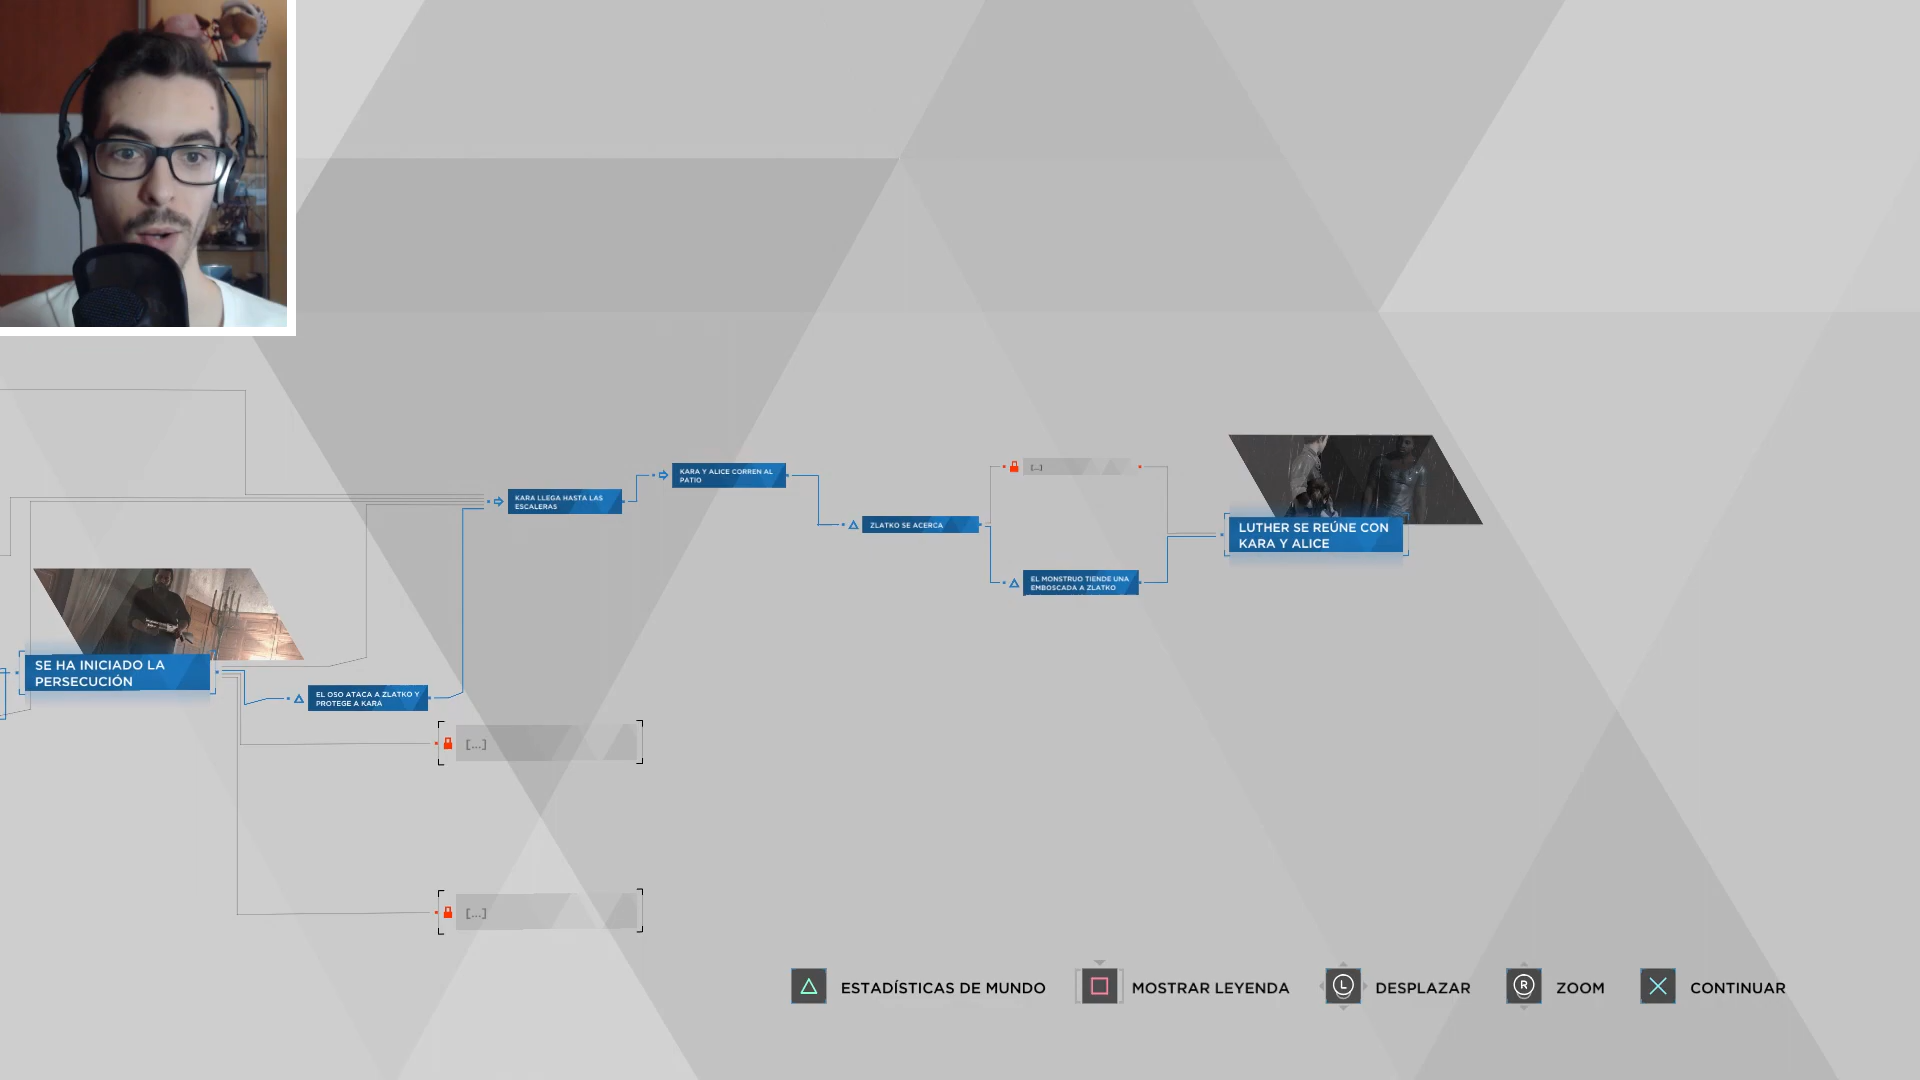 KARA Y ALICE CORREN AL
PATIO
[...]
KARA LLEGA HASTA LAS
ESCALERAS
ZLATKO SE ACERCA
LUTHER SE REÚNE CON
KARA Y ALICE
EL MONSTRUO TIENDE UNA
EMBOSCADA A ZLATKO
SE HA INICIADO LA
PERSECUCIÓN
EL OSO ATACA A ZLATKO Y
PROTEGE A KARA
[...]
[...]
ESTADÍSTICAS DE MUNDO
MOSTRAR LEYENDA
L
DESPLAZAR
R
ZOOM
CONTINUAR